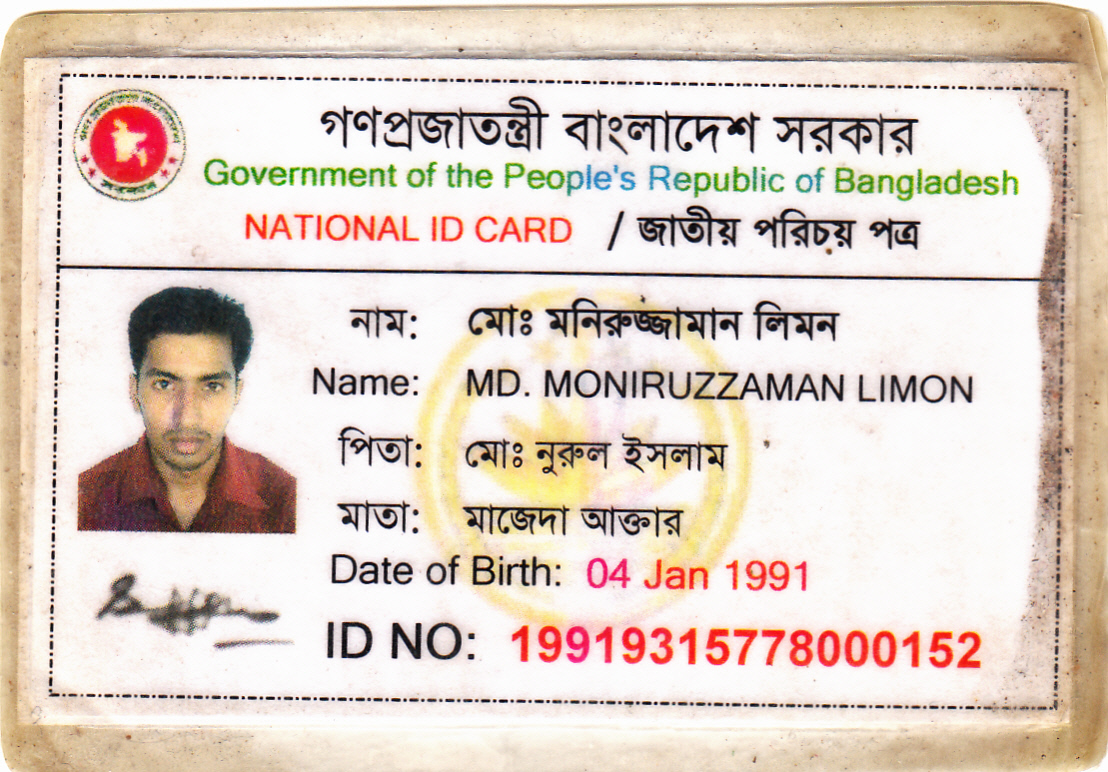 গণপ্রজাতন্ত্রী বাংলাদেশ সরকার
Government of the People's Republic of Bangladesh
NATIONAL ID CARD / জাতীয় পরিচয় পত্র
নাম: মোঃ মনিরুজ্জামান লিমন
Name: MD. MONIRUZZAMAN LIMON
পিতা: মোঃ নুরুল ইসলাম
মাতা: মাজেদা আক্তার
Date of Birth: 04 Jan 1991
ID NO: 19919315778000152